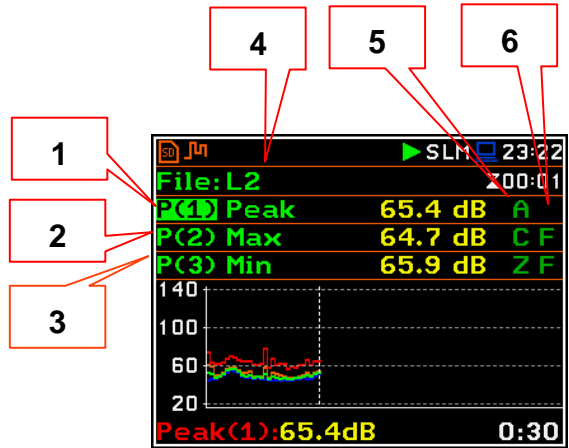 4 5 6
1
2
3
SD SLM 23:22
File:L2 00:01
P(1) Peak 65.4 dB A
P(2) Max 64.7 dB C F
P(3) Min 65.9 dB Z F
140
100
60
20
Peak(1):65.4dB 0:30